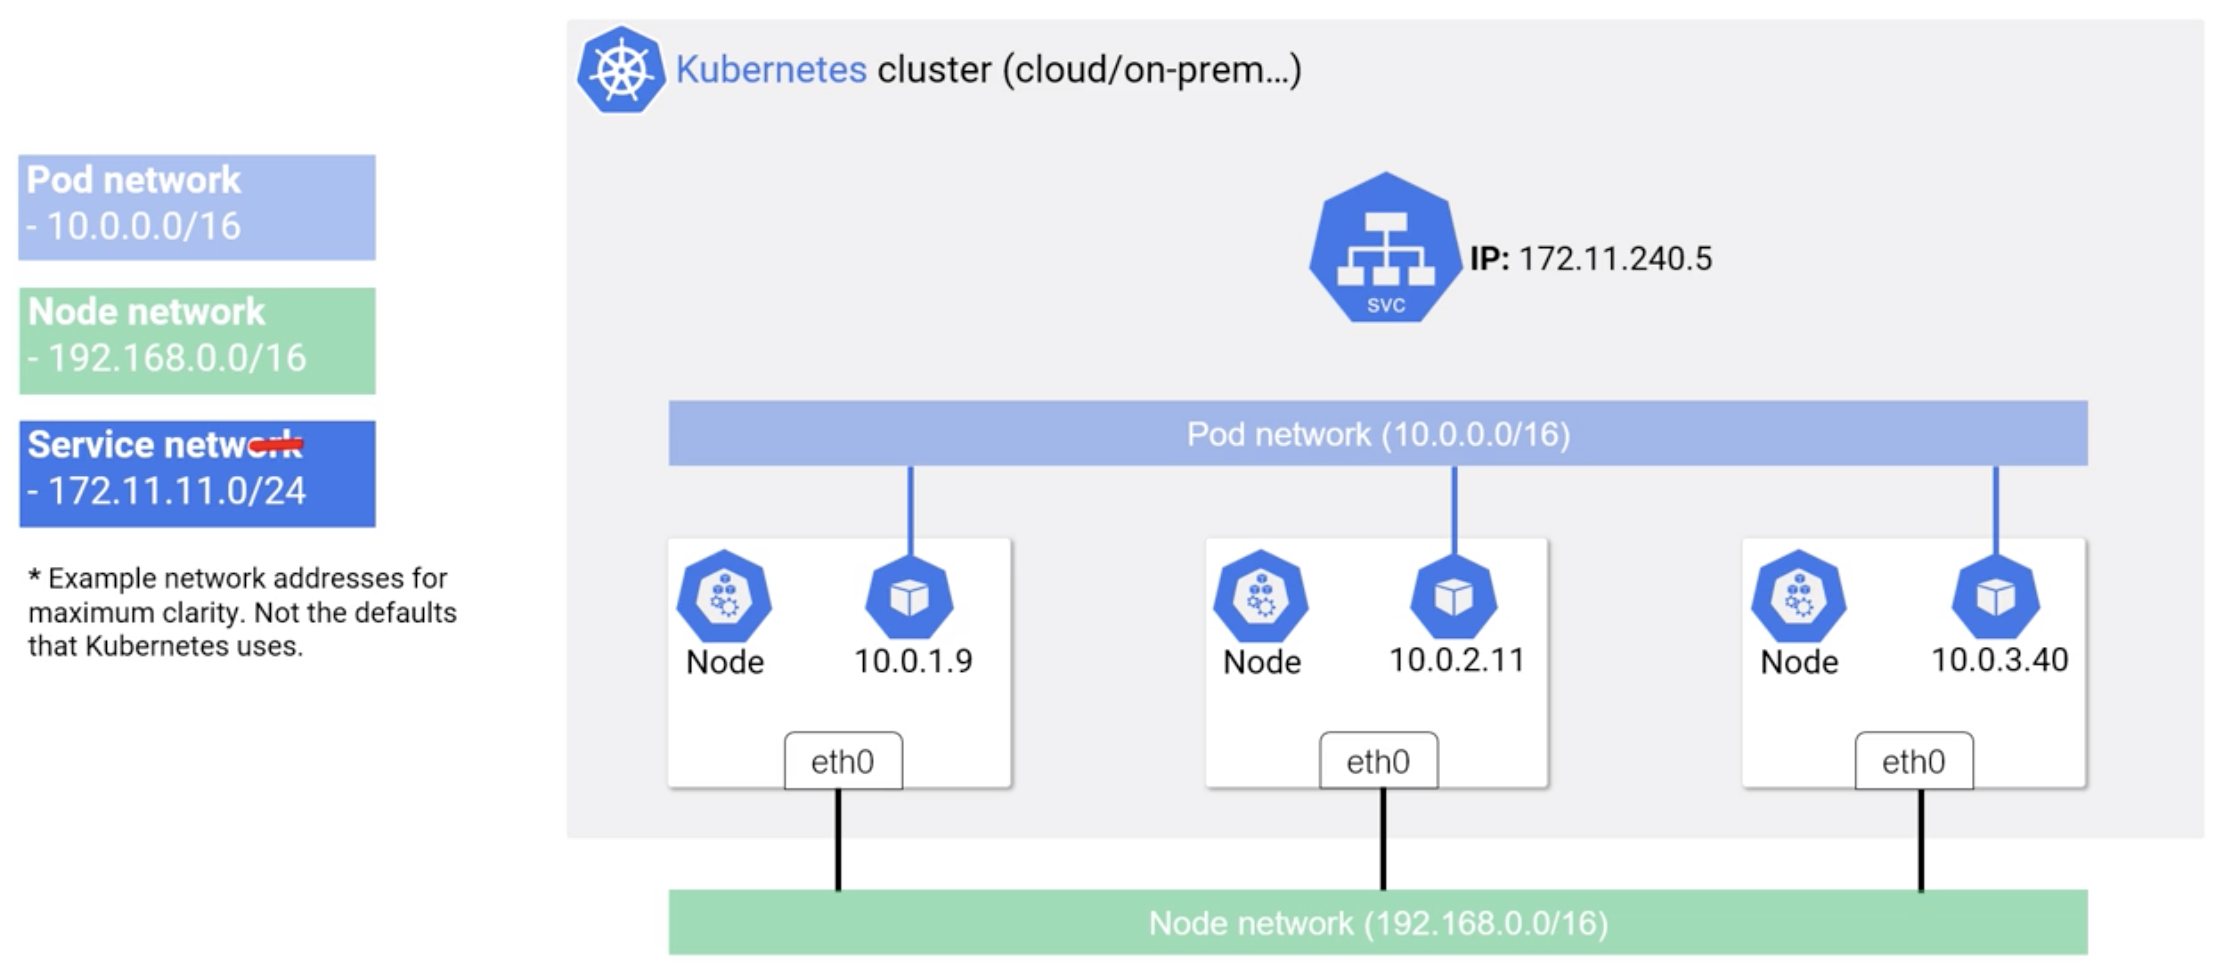 Kubernetes cluster (cloud/on-prem...)
Pod network
- 10.0.0.0/16
Node network
- 192.168.0.0/16
Service network
- 172.11.11.0/24
* Example network addresses for
maximum clarity. Not the defaults
that Kubernetes uses.
svc
IP: 172.11.240.5
Pod network (10.0.0.0/16)
Node
10.0.1.9
eth0
Node
10.0.2.11
eth0
Node
10.0.3.40
eth0
Node network (192.168.0.0/16)